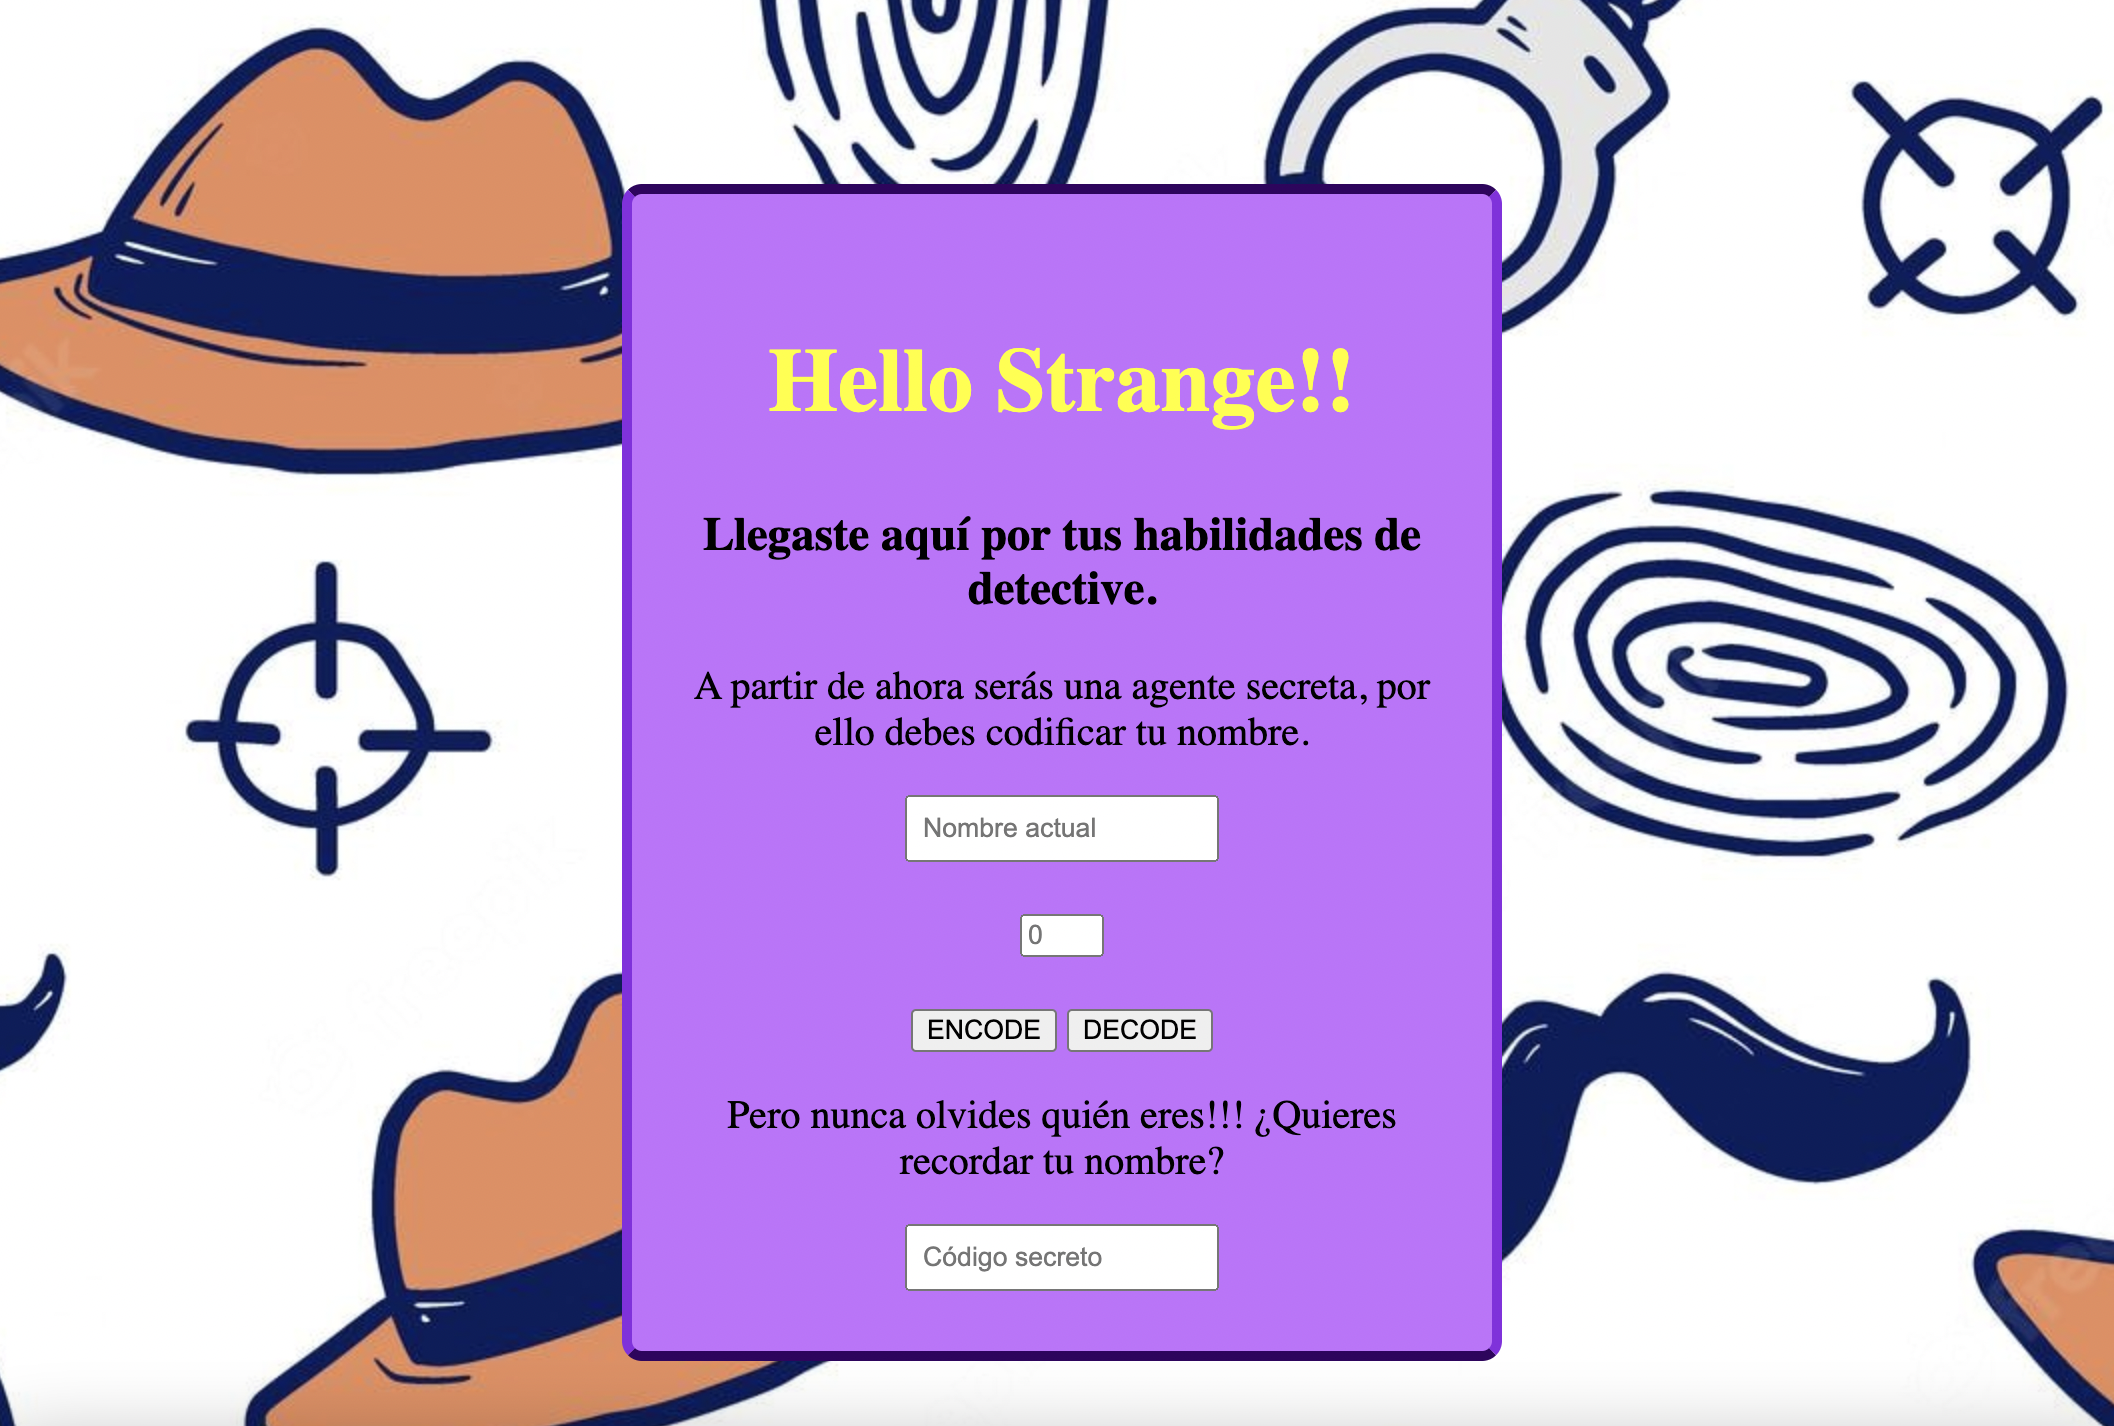 Hello Strange!!
Llegaste aquí por tus habilidades de
detective.
A partir de ahora serás una agente secreta, por
ello debes codificar tu nombre.
Nombre actual
0
ENCODE DECODE
Pero nunca olvides quién eres!!! ¿Quieres
recordar tu nombre?
Código secreto